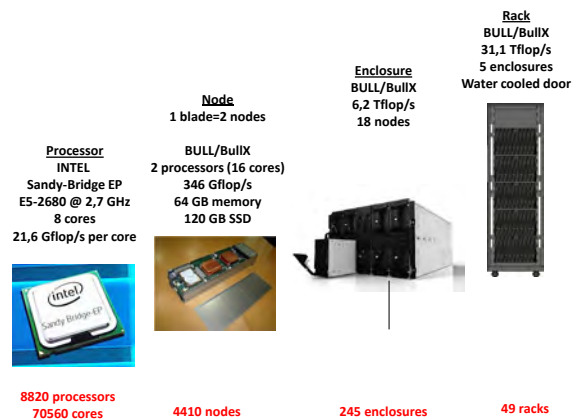 Processor
INTEL
Sandy-Bridge EP
E5-2680 @ 2,7 GHz
8 cores
21,6 Gflop/s per core
intel
Sandy Bridge-EP
8820 processors
70560 cores
Node
1 blade=2 nodes
BULL/BullX
2 processors (16 cores)
346 Gflop/s
64 GB memory
120 GB SSD
4410 nodes
Enclosure
BULL/BullX
6,2 Tflop/s
18 nodes
245 enclosures
Rack
BULL/BullX
31,1 Tflop/s
5 enclosures
Water cooled door
49 racks